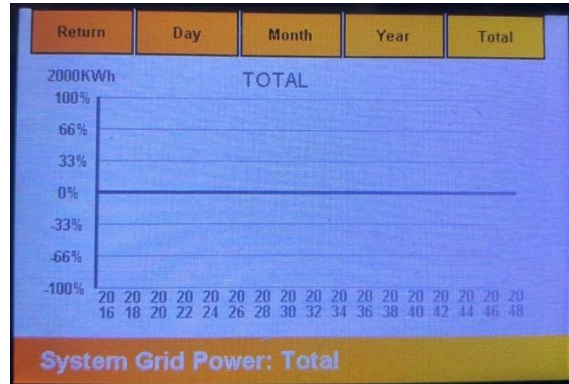 Return Day Month Year Total
2000KWh TOTAL
100%
66%
33%
0%
-33%
-66%
-100%
20 20 20 20 20 20 20 20 20 20 20 20 20 20 20 20 20
16 18 20 22 24 26 28 30 32 34 36 38 40 42 44 46 48
System Grid Power: Total